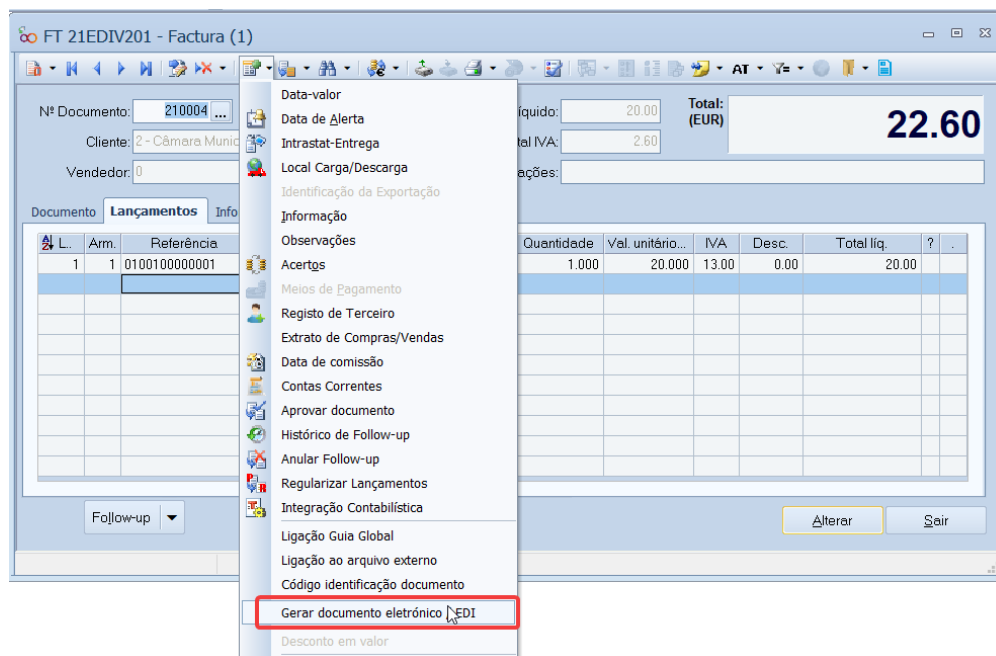 FT 21EDIV201 - Factura (1)
AT
Nº Documento: 210004 ...
íquido: 20.00
Total: (EUR) 22.60
Cliente: 2 - Câmara Munic
tal IVA: 2.60
Vendedor: 0
ações:
Documento Lançamentos Info
L.. Arm. Referência Quantidade Val. unitário... IVA Desc. Total líq. ? .
1 1 0100100000001 1.000 20.000 13.00 0.00 20.00
Data-valor
Data de Alerta
Intrastat-Entrega
Local Carga/Descarga
Identificação da Exportação
Informação
Observações
Acertos
Meios de Pagamento
Registo de Terceiro
Extrato de Compras/Vendas
Data de comissão
Contas Correntes
Aprovar documento
Histórico de Follow-up
Anular Follow-up
Regularizar Lançamentos
Integração Contabilística
Ligação Guia Global
Ligação ao arquivo externo
Código identificação documento
Gerar documento eletrónico EDI
Desconto em valor
Follow-up
Alterar
Sair